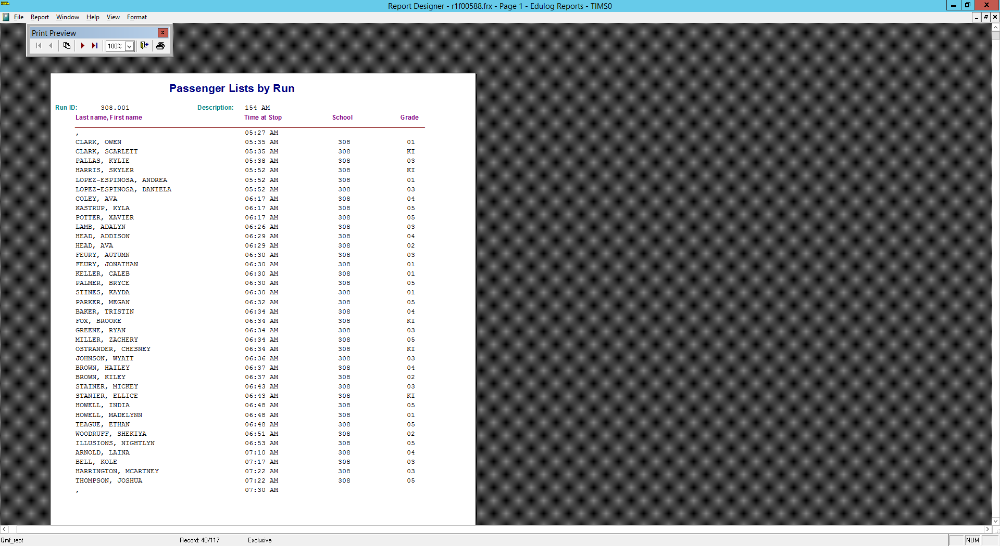 Report Designer - r1f00588.frx - Page 1 - Edulog Reports - TIMS0
File Report Window Help View Format
Print Preview
100%
Passenger Lists by Run
Run ID: 308.001 Description: 154 AM
Last name, First name Time at Stop School Grade
, 05:27 AM
CLARK, OWEN 05:35 AM 308 01
CLARK, SCARLETT 05:35 AM 308 KI
PALLAS, KYLIE 05:38 AM 308 03
HARRIS, SKYLER 05:52 AM 308 KI
LOPEZ-ESPINOSA, ANDREA 05:52 AM 308 01
LOPEZ-ESPINOSA, DANIELA 05:52 AM 308 03
COLEY, AVA 06:17 AM 308 04
KASTRUP, KYLA 06:17 AM 308 05
POTTER, XAVIER 06:17 AM 308 05
LAMB, ADALYN 06:26 AM 308 03
HEAD, ADDISON 06:29 AM 308 04
HEAD, AVA 06:29 AM 308 02
FEURY, AUTUMN 06:30 AM 308 03
FEURY, JONATHAN 06:30 AM 308 01
KELLER, CALEB 06:30 AM 308 01
PALMER, BRYCE 06:30 AM 308 05
STINES, KAYDA 06:30 AM 308 01
PARKER, MEGAN 06:32 AM 308 05
BAKER, TRISTIN 06:34 AM 308 04
FOX, BROOKE 06:34 AM 308 KI
GREENE, RYAN 06:34 AM 308 03
MILLER, ZACHERY 06:34 AM 308 05
OSTRANDER, CHESNEY 06:34 AM 308 KI
JOHNSON, WYATT 06:36 AM 308 03
BROWN, HAILEY 06:37 AM 308 04
BROWN, KILEY 06:37 AM 308 02
STAINER, MICKEY 06:43 AM 308 03
STANIER, ELLICE 06:43 AM 308 KI
HOWELL, INDIA 06:48 AM 308 05
HOWELL, MADELYNN 06:48 AM 308 01
TEAGUE, ETHAN 06:48 AM 308 05
WOODRUFF, SHEKIYA 06:51 AM 308 02
ILLUSIONS, NIGHTLYN 06:53 AM 308 05
ARNOLD, LAINA 07:10 AM 308 04
BELL, KOLE 07:17 AM 308 03
HARRINGTON, MCARTNEY 07:22 AM 308 03
THOMPSON, JOSHUA 07:22 AM 308 05
, 07:30 AM
Qmf_rept Record: 40/117 Exclusive NUM